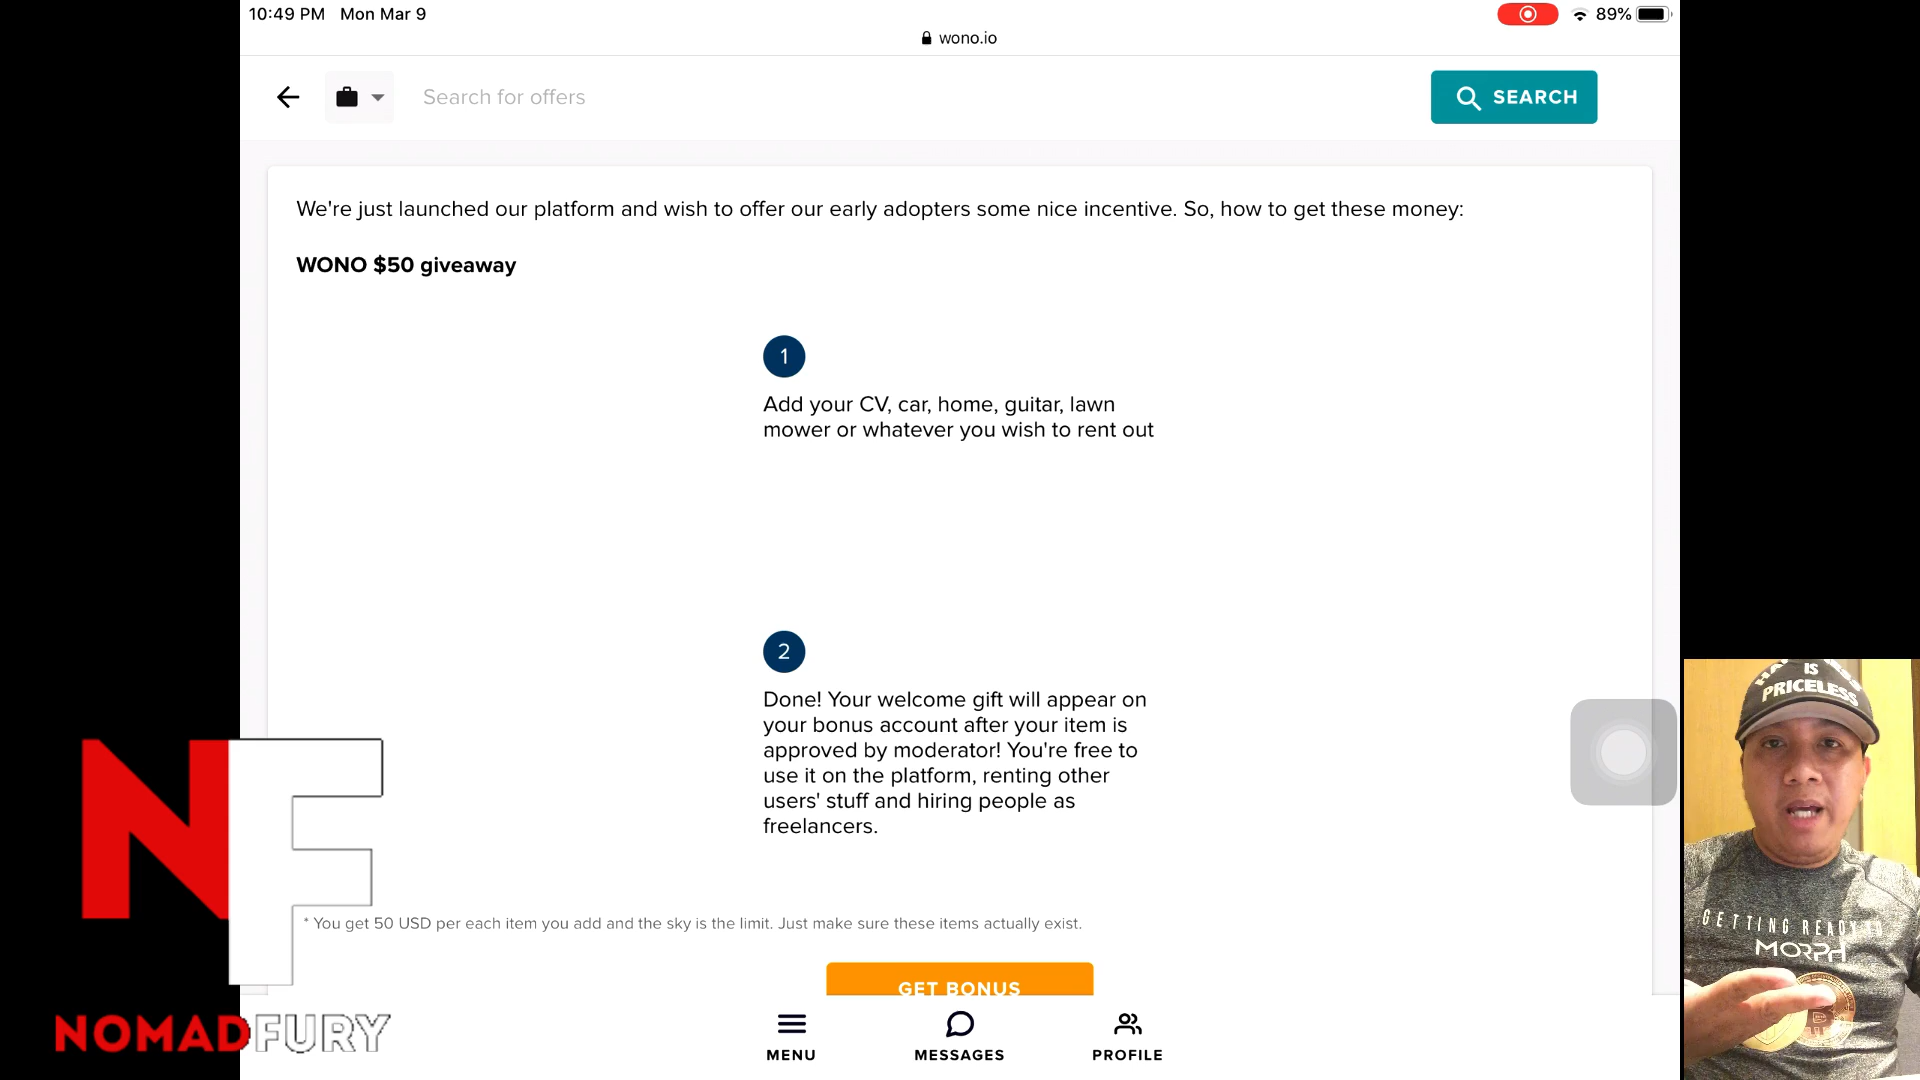 10:49 PM Mon Mar 9
89%
wono.io
Search for offers
SEARCH
We're just launched our platform and wish to offer our early adopters some nice incentive. So, how to get these money:
WONO $50 giveaway
1
Add your CV, car, home, guitar, lawn
mower or whatever you wish to rent out
2
Done! Your welcome gift will appear on
your bonus account after your item is
approved by moderator! You're free to
use it on the platform, renting other
users' stuff and hiring people as
freelancers.
* You get 50 USD per each item you add and the sky is the limit. Just make sure these items actually exist.
GET BONUS
MENU
MESSAGES
PROFILE
NF
NOMADFURY
IS
PRICELESS
GETTING READY
MORPH